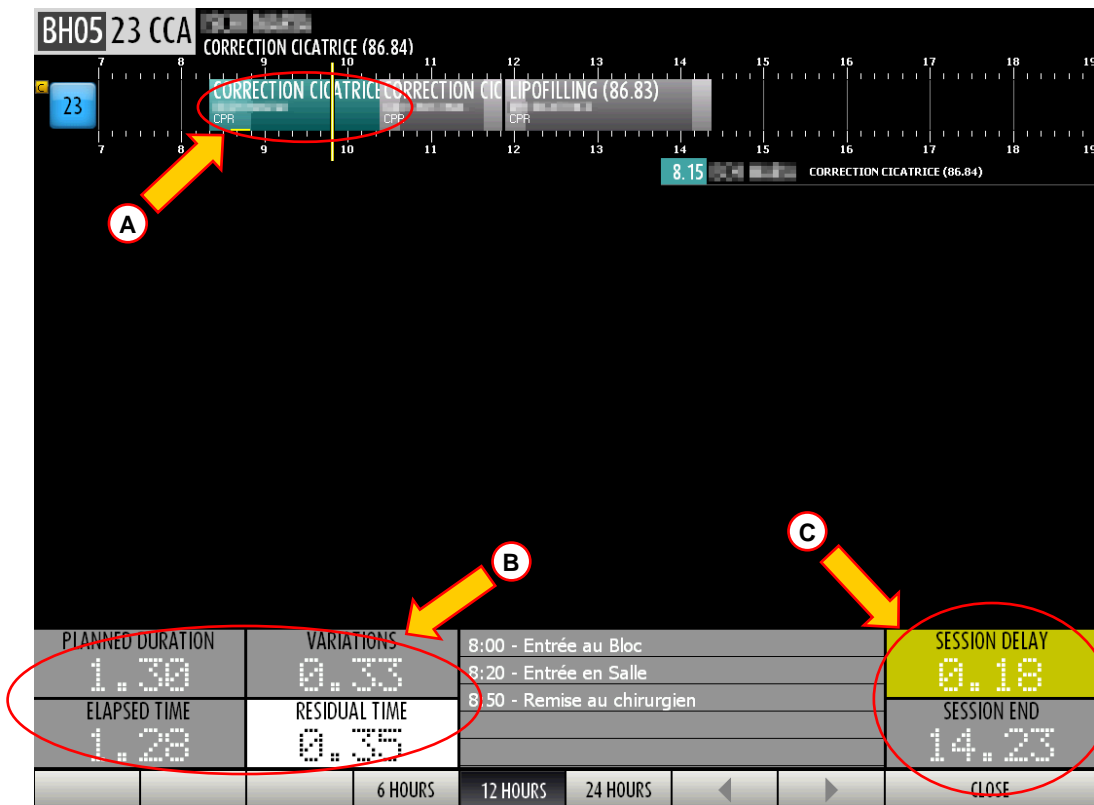 BH05 23 CCA
CORRECTION CICATRICE (86.84)
7 8 9 10 11 12 13 14 15 16 17 18 19
C
23
CORRECTION CICATRICE CORRECTION CIC LIPOFILLING (86.83)
CPR CPR CPR
7 8 9 10 11 12 13 14 15 16 17 18 19
8.15 CORRECTION CICATRICE (86.84)
A
B
C
PLANNED DURATION
1.30
VARIATIONS
0.33
ELAPSED TIME
1.28
RESIDUAL TIME
0.35
8:00 - Entrée au Bloc
8:20 - Entrée en Salle
8:50 - Remise au chirurgien
SESSION DELAY
0.18
SESSION END
14.23
6 HOURS 12 HOURS 24 HOURS CLOSE